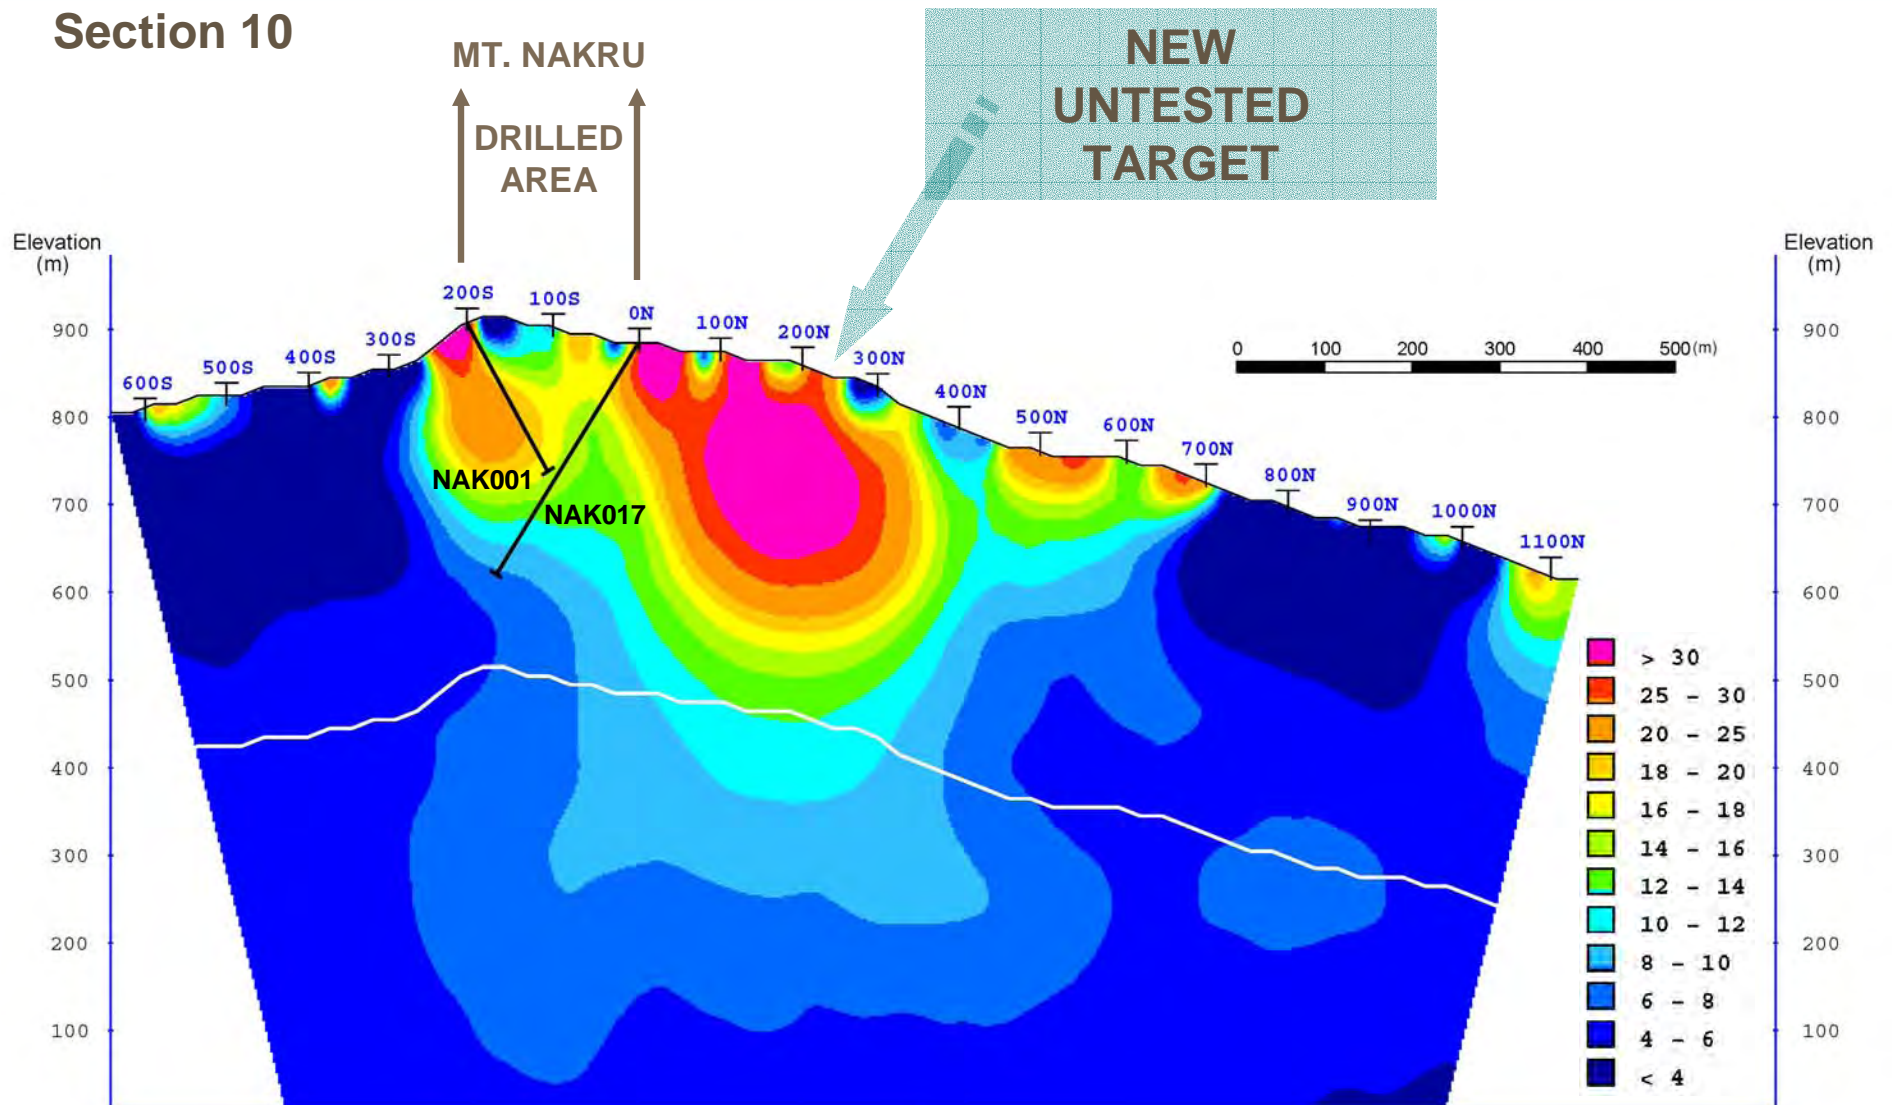 Section 10
MT. NAKRU
DRILLED
AREA
NEW
UNTESTED
TARGET
Elevation
(m)
Elevation
(m)
600S
500S
400S
300S
200S
100S
0N
100N
200N
300N
400N
500N
600N
700N
800N
900N
1000N
1100N
0 100 200 300 400 500(m)
900
800
700
600
500
400
300
200
100
NAK001
NAK017
900
800
700
600
500
400
300
200
100
> 30
25 - 30
20 - 25
18 - 20
16 - 18
14 - 16
12 - 14
10 - 12
8 - 10
6 - 8
4 - 6
< 4